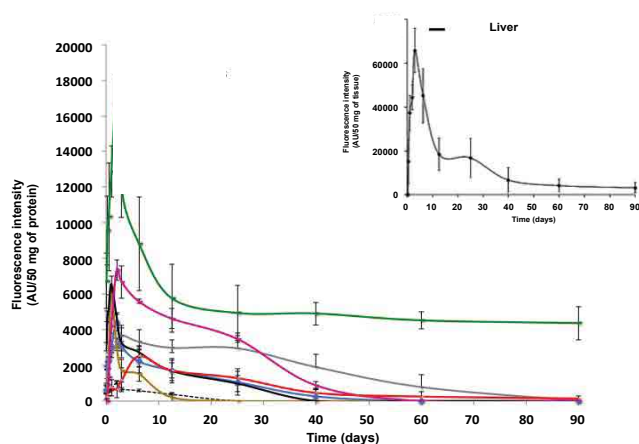 Fluorescence intensity
(AU/50 mg of protein)
20000
18000
16000
14000
12000
10000
8000
6000
4000
2000
0
0 10 20 30 40 50 60 70 80 90
Time (days)
Liver
Fluorescence intensity
(AU/50 mg of tissue)
60000
40000
20000
0
0 10 20 30 40 50 60 70 80 90
Time (days)